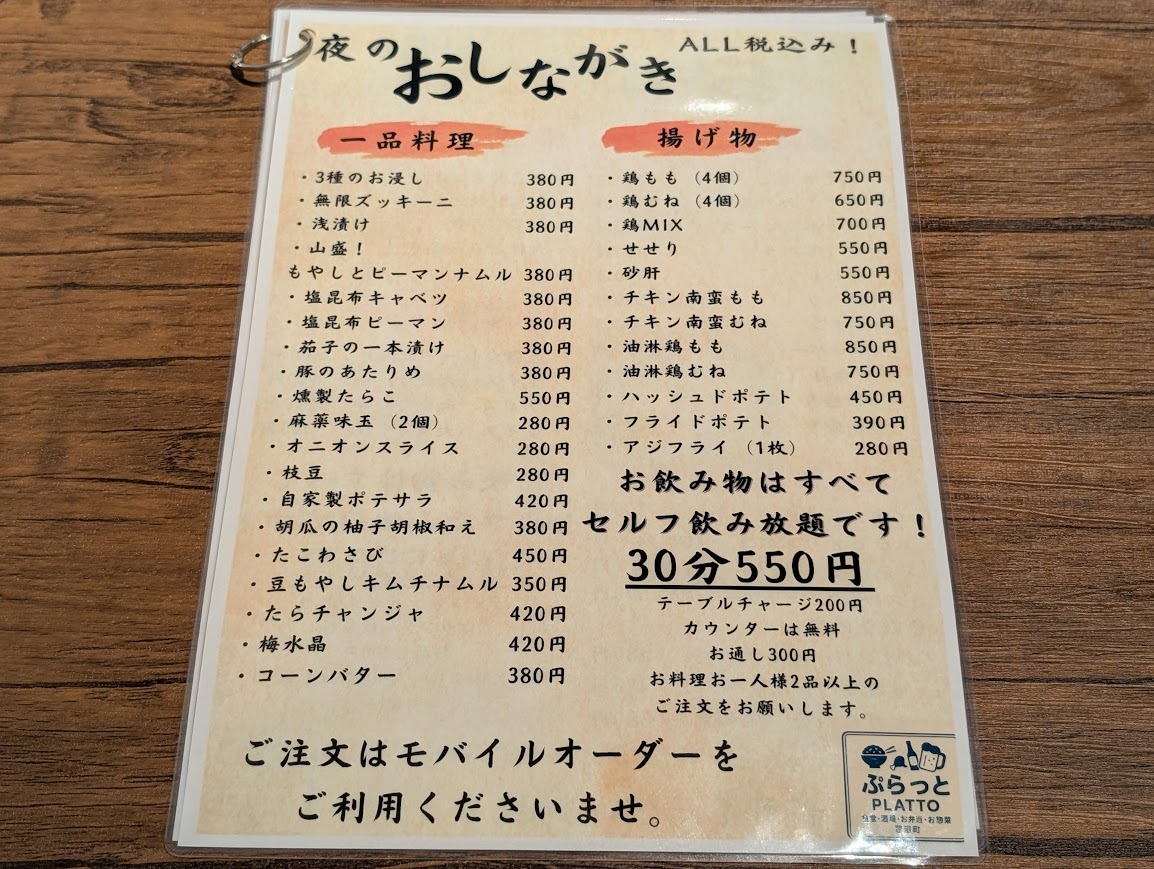 夜のおしながき
ALL税込み！
一品料理
・3種のお浸し 380円
・無限ズッキーニ 380円
・浅漬け 380円
・山盛！
もやしとピーマンナムル 380円
・塩昆布キャベツ 380円
・塩昆布ピーマン 380円
・茄子の一本漬け 380円
・豚のあたりめ 380円
・燻製たらこ 550円
・麻薬味玉（2個） 280円
・オニオンスライス 280円
・枝豆 280円
・自家製ポテサラ 420円
・胡瓜の柚子胡椒和え 380円
・たこわさび 450円
・豆もやしキムチナムル 350円
・たらチャンジャ 420円
・梅水晶 420円
・コーンバター 380円
揚げ物
・鶏もも（4個） 750円
・鶏むね（4個） 650円
・鶏MIX 700円
・せせり 550円
・砂肝 550円
・チキン南蛮もも 850円
・チキン南蛮むね 750円
・油淋鶏もも 850円
・油淋鶏むね 750円
・ハッシュドポテト 450円
・フライドポテト 390円
・アジフライ（1枚） 280円
お飲み物はすべて
セルフ飲み放題です！
30分550円
テーブルチャージ200円
カウンターは無料
お通し300円
お料理お一人様2品以上の
ご注文をお願いします。
ご注文はモバイルオーダーを
ご利用くださいませ。
ぷらっと
PLATTO
食堂・酒場・お弁当・お惣菜